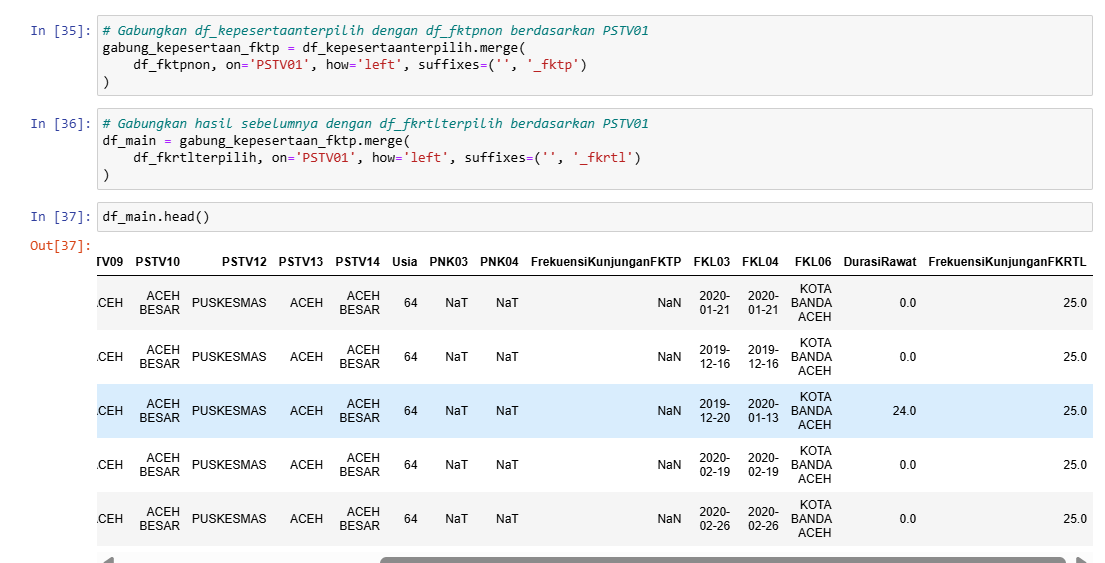 In [35]: # Gabungkan df_kepesertaanterpilih dengan df_fktpnon berdasarkan PSTV01
gabung_kepesertaan_fktp = df_kepesertaanterpilih.merge(
    df_fktpnon, on='PSTV01', how='left', suffixes=('', '_fktp')
)
In [36]: # Gabungkan hasil sebelumnya dengan df_fkrtlterpilih berdasarkan PSTV01
df_main = gabung_kepesertaan_fktp.merge(
    df_fkrtlterpilih, on='PSTV01', how='left', suffixes=('', '_fkrtl')
)
In [37]: df_main.head()
Out[37]:
TV09 PSTV10 PSTV12 PSTV13 PSTV14 Usia PNK03 PNK04 FrekuensiKunjunganFKTP FKL03 FKL04 FKL06 DurasiRawat FrekuensiKunjunganFKRTL
ACEH ACEH BESAR PUSKESMAS ACEH ACEH BESAR 64 NaT NaT NaN 2020-01-21 2020-01-21 KOTA BANDA ACEH 0.0 25.0
ACEH ACEH BESAR PUSKESMAS ACEH ACEH BESAR 64 NaT NaT NaN 2019-12-16 2019-12-16 KOTA BANDA ACEH 0.0 25.0
ACEH ACEH BESAR PUSKESMAS ACEH ACEH BESAR 64 NaT NaT NaN 2019-12-20 2020-01-13 KOTA BANDA ACEH 24.0 25.0
ACEH ACEH BESAR PUSKESMAS ACEH ACEH BESAR 64 NaT NaT NaN 2020-02-19 2020-02-19 KOTA BANDA ACEH 0.0 25.0
ACEH ACEH BESAR PUSKESMAS ACEH ACEH BESAR 64 NaT NaT NaN 2020-02-26 2020-02-26 KOTA BANDA ACEH 0.0 25.0